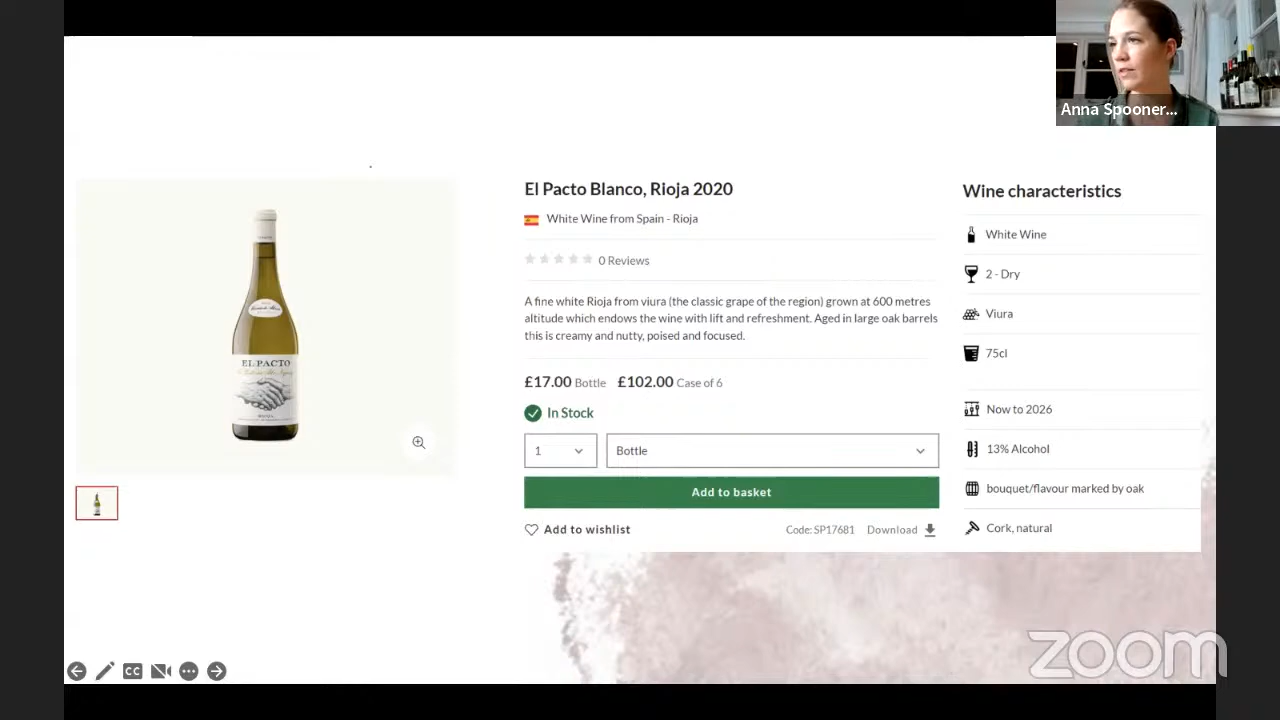 Anna Spooner...
El Pacto Blanco, Rioja 2020
White Wine from Spain - Rioja
0 Reviews
A fine white Rioja from viura (the classic grape of the region) grown at 600 metres
altitude which endows the wine with lift and refreshment. Aged in large oak barrels
this is creamy and nutty, poised and focused.
£17.00 Bottle £102.00 Case of 6
In Stock
1 Bottle
Add to basket
Add to wishlist Code: SP17681 Download
Wine characteristics
White Wine
2 - Dry
Viura
75cl
Now to 2026
13% Alcohol
bouquet/flavour marked by oak
Cork, natural
EL PACTO
CC
zoom